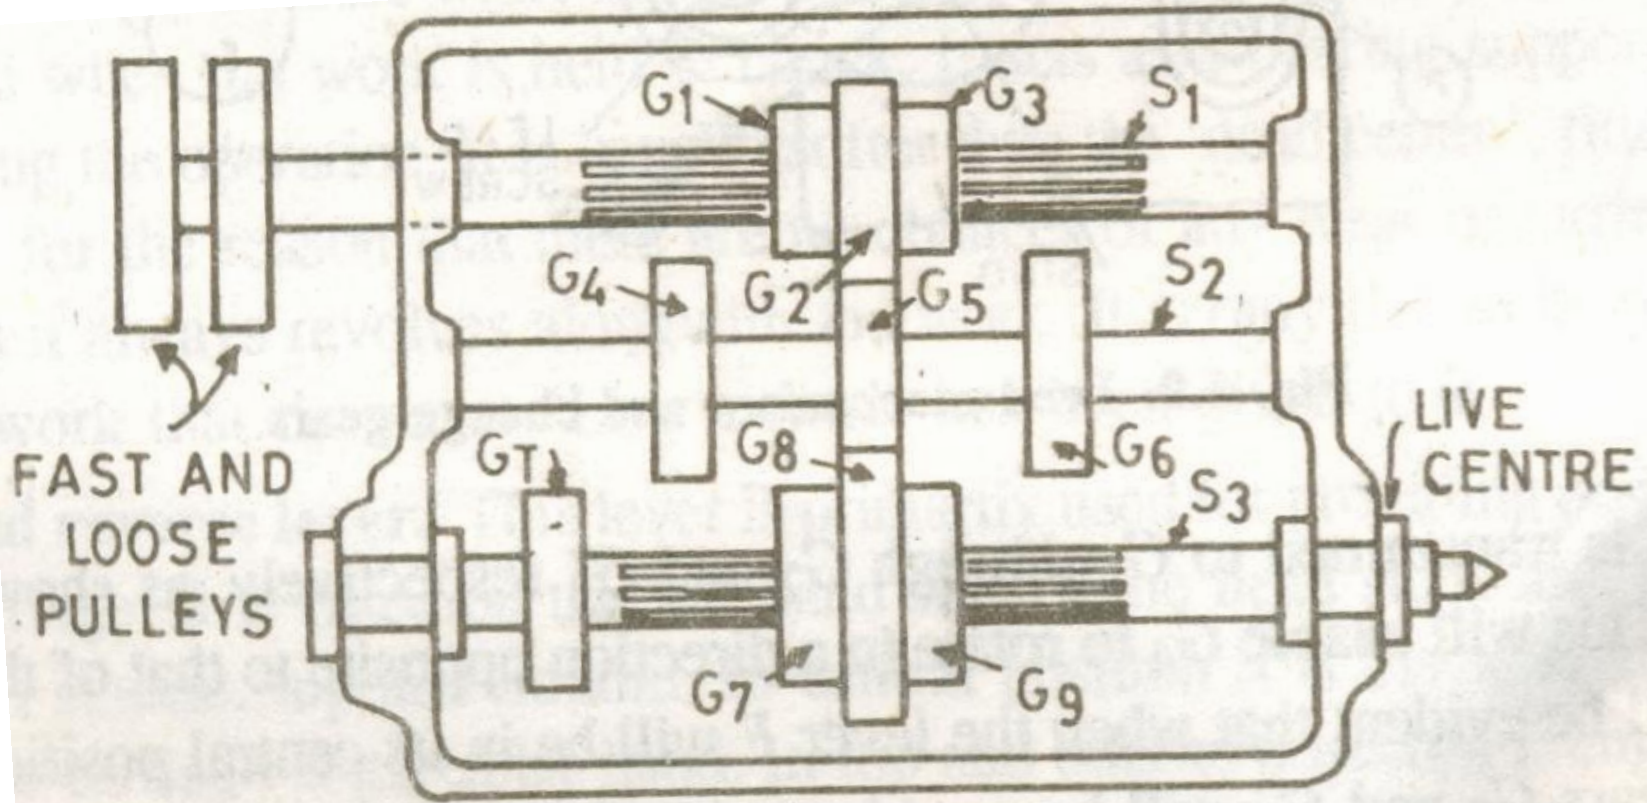 G1
G3
S1
G4
G2
G5
S2
LIVE
CENTRE
GT
G8
G6
S3
FAST AND
LOOSE
PULLEYS
G7
G9